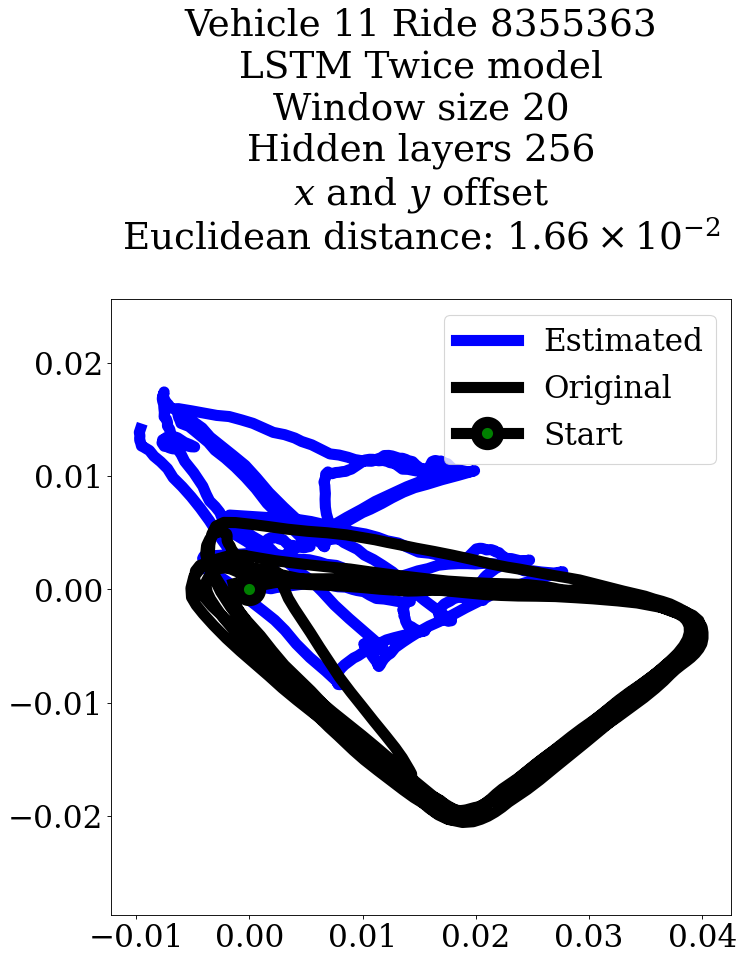 Vehicle 11 Ride 8355363
LSTM Twice model
Window size 20
Hidden layers 256
x and y offset
Euclidean distance: 1.66 × 10⁻²
Estimated
Original
Start
0.02
0.01
0.00
−0.01
−0.02
−0.01 0.00 0.01 0.02 0.03 0.04